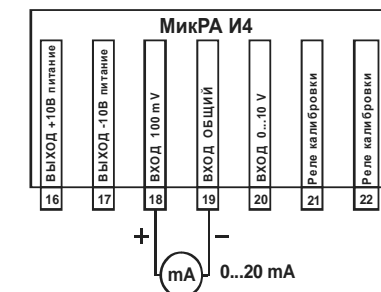 МикРА И4
ВЫХОД +10В питание
ВЫХОД -10В питание
ВХОД 100 mV
ВХОД ОБЩИЙ
ВХОД 0...10 V
Реле калибровки
Реле калибровки
16 17 18 19 20 21 22
+ −
mA 0...20 mA